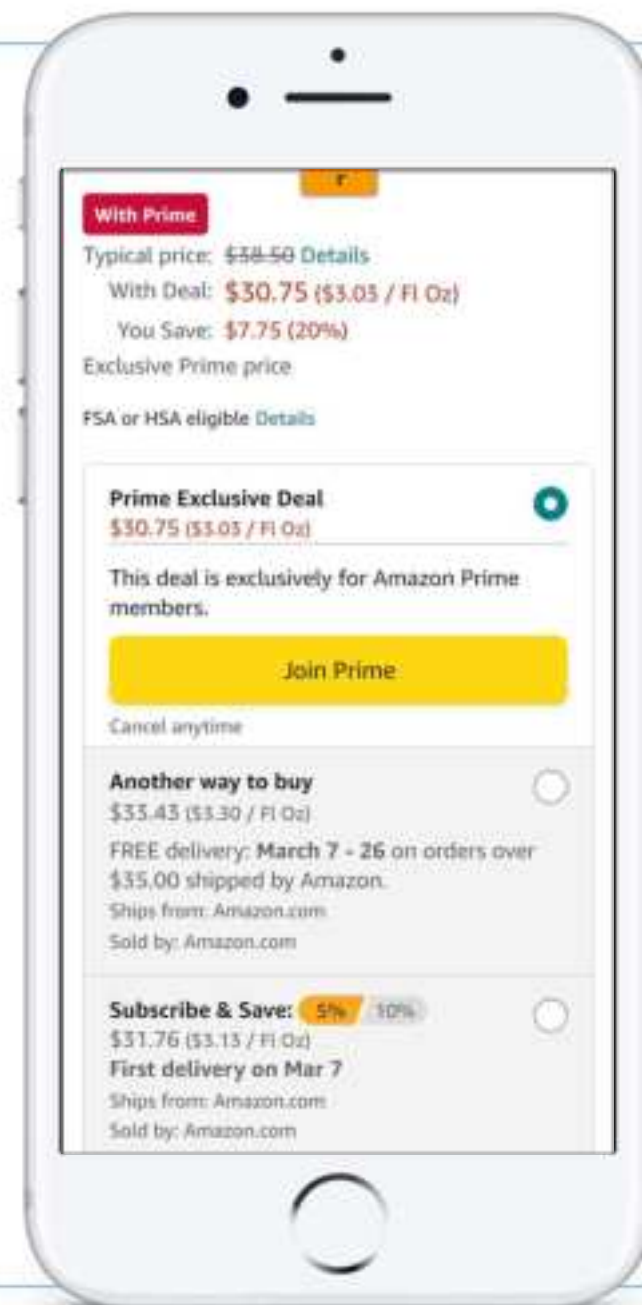 With Prime
Typical price: $38.50 Details
With Deal: $30.75 ($3.03 / Fl Oz)
You Save: $7.75 (20%)
Exclusive Prime price
FSA or HSA eligible Details
Prime Exclusive Deal
$30.75 ($3.03 / Fl Oz)
This deal is exclusively for Amazon Prime
members.
Join Prime
Cancel anytime
Another way to buy
$33.43 ($3.30 / Fl Oz)
FREE delivery: March 7 - 26 on orders over
$35.00 shipped by Amazon.
Ships from: Amazon.com
Sold by: Amazon.com
Subscribe & Save: 5% 10%
$31.76 ($3.13 / Fl Oz)
First delivery on Mar 7
Ships from: Amazon.com
Sold by: Amazon.com